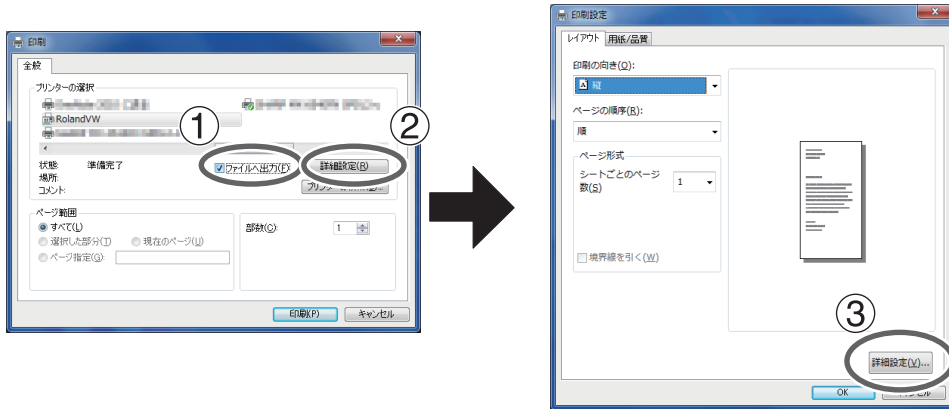 印刷
全般
プリンターの選択
RolandVW
①
②
状態: 準備完了
場所:
コメント:
ファイルへ出力(F)
詳細設定(R)
ページ範囲
すべて(L)
選択した部分(T) 現在のページ(U)
ページ指定(G):
部数(C): 1
印刷(P) キャンセル
印刷設定
レイアウト 用紙/品質
印刷の向き(O):
縦
ページの順序(R):
順
ページ形式
シートごとのページ
数(S) 1
境界線を引く(W)
③
詳細設定(V)...
OK